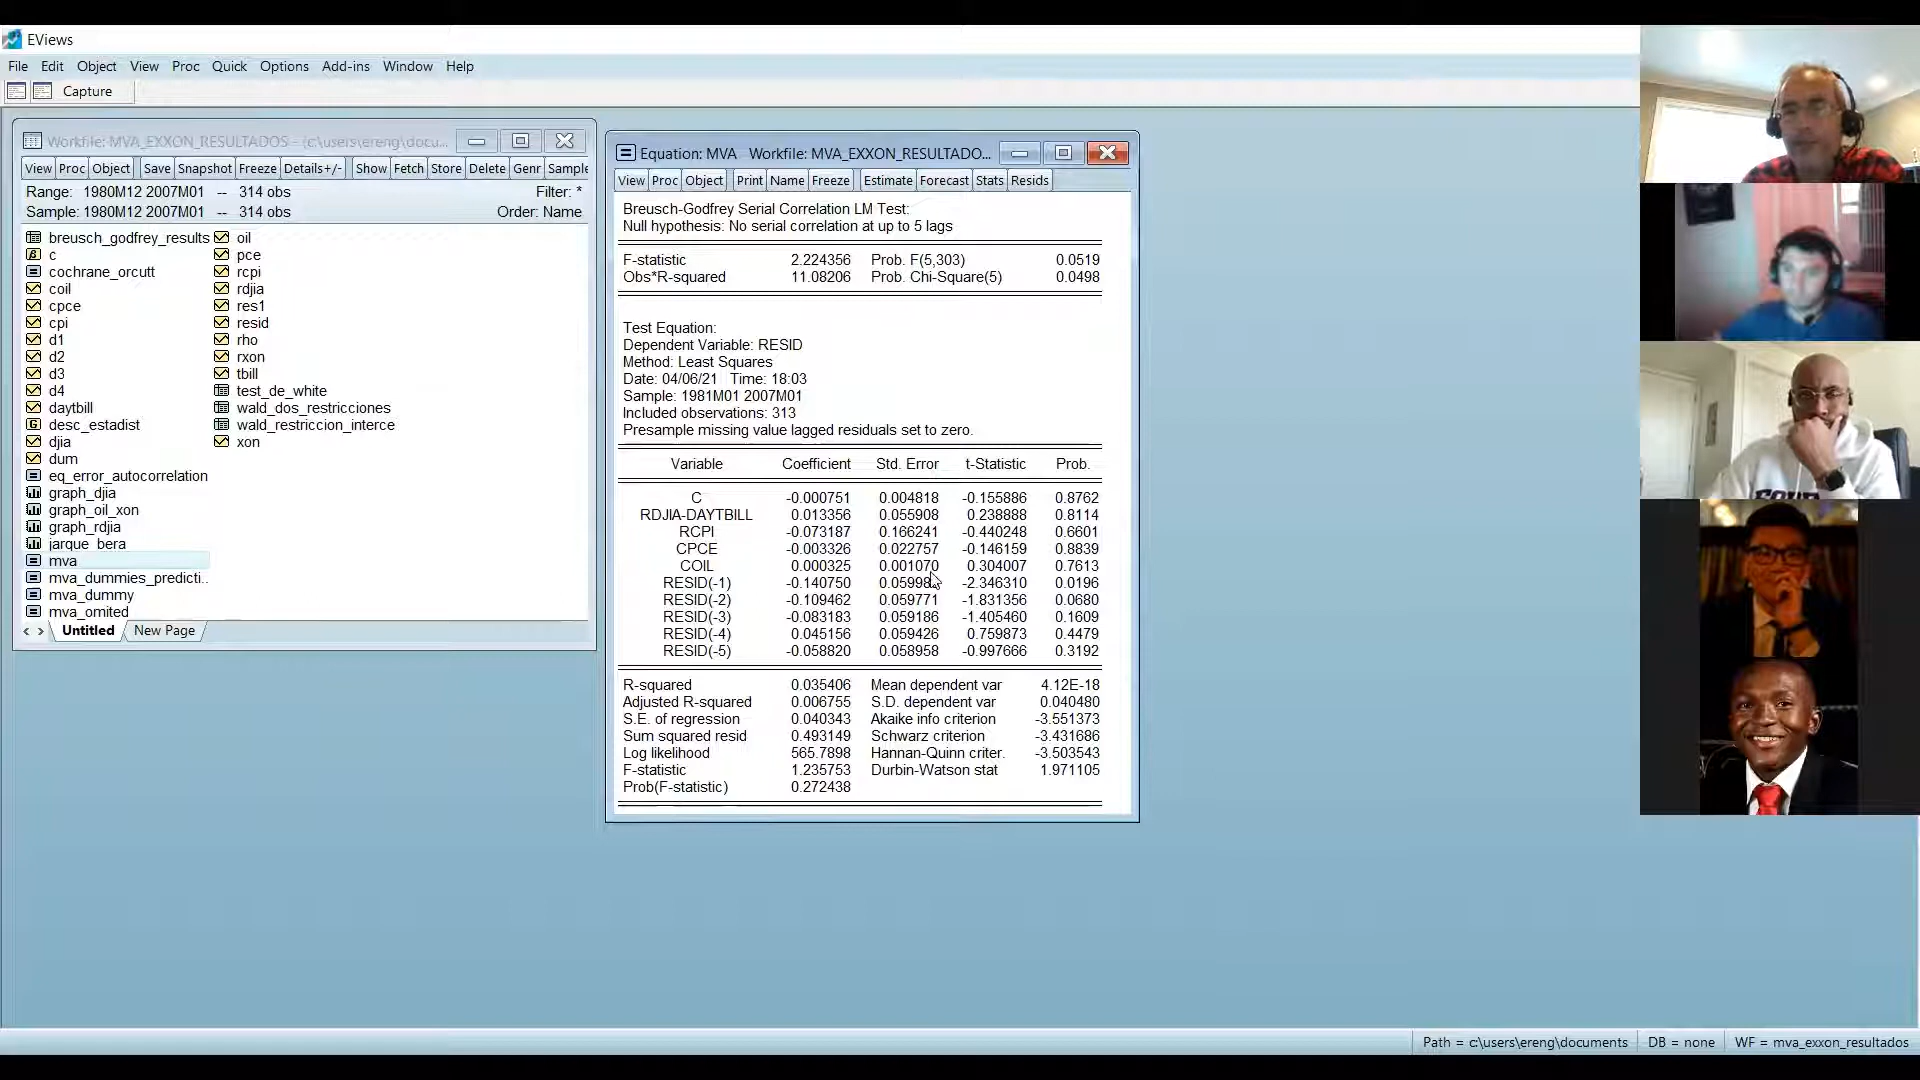 EViews
File Edit Object View Proc Quick Options Add-ins Window Help
Capture
Workfile: MVA_EXXON_RESULTADOS - (c:\users\ereng\docu...
View Proc Object Save Snapshot Freeze Details+/- Show Fetch Store Delete Genr Sample
Range: 1980M12 2007M01 -- 314 obs Filter: *
Sample: 1980M12 2007M01 -- 314 obs Order: Name
breusch_godfrey_results oil
c pce
cochrane_orcutt rcpi
coil rdjia
cpce res1
cpi resid
d1 rho
d2 rxon
d3 tbill
d4 test_de_white
daytbill wald_dos_restricciones
desc_estadist wald_restriccion_interce
djia xon
dum
eq_error_autocorrelation
graph_djia
graph_oil_xon
graph_rdjia
jarque_bera
mva
mva_dummies_predicti..
mva_dummy
mva_omited
Untitled New Page
Equation: MVA Workfile: MVA_EXXON_RESULTADO...
View Proc Object Print Name Freeze Estimate Forecast Stats Resids
Breusch-Godfrey Serial Correlation LM Test:
Null hypothesis: No serial correlation at up to 5 lags
F-statistic 2.224356 Prob. F(5,303) 0.0519
Obs*R-squared 11.08206 Prob. Chi-Square(5) 0.0498
Test Equation:
Dependent Variable: RESID
Method: Least Squares
Date: 04/06/21 Time: 18:03
Sample: 1981M01 2007M01
Included observations: 313
Presample missing value lagged residuals set to zero.
Variable Coefficient Std. Error t-Statistic Prob.
C -0.000751 0.004818 -0.155886 0.8762
RDJIA-DAYTBILL 0.013356 0.055908 0.238888 0.8114
RCPI -0.073187 0.166241 -0.440248 0.6601
CPCE -0.003326 0.022757 -0.146159 0.8839
COIL 0.000325 0.001070 0.304007 0.7613
RESID(-1) -0.140750 -2.346310 0.0196
RESID(-2) -0.109462 0.059771 -1.831356 0.0680
RESID(-3) -0.083183 0.059186 -1.405460 0.1609
RESID(-4) 0.045156 0.059426 0.759873 0.4479
RESID(-5) -0.058820 0.058958 -0.997666 0.3192
R-squared 0.035406 Mean dependent var 4.12E-18
Adjusted R-squared 0.006755 S.D. dependent var 0.040480
S.E. of regression 0.040343 Akaike info criterion -3.551373
Sum squared resid 0.493149 Schwarz criterion -3.431686
Log likelihood 565.7898 Hannan-Quinn criter. -3.503543
F-statistic 1.235753 Durbin-Watson stat 1.971105
Prob(F-statistic) 0.272438
Path = c:\users\ereng\documents DB = none WF = mva_exxon_resultados